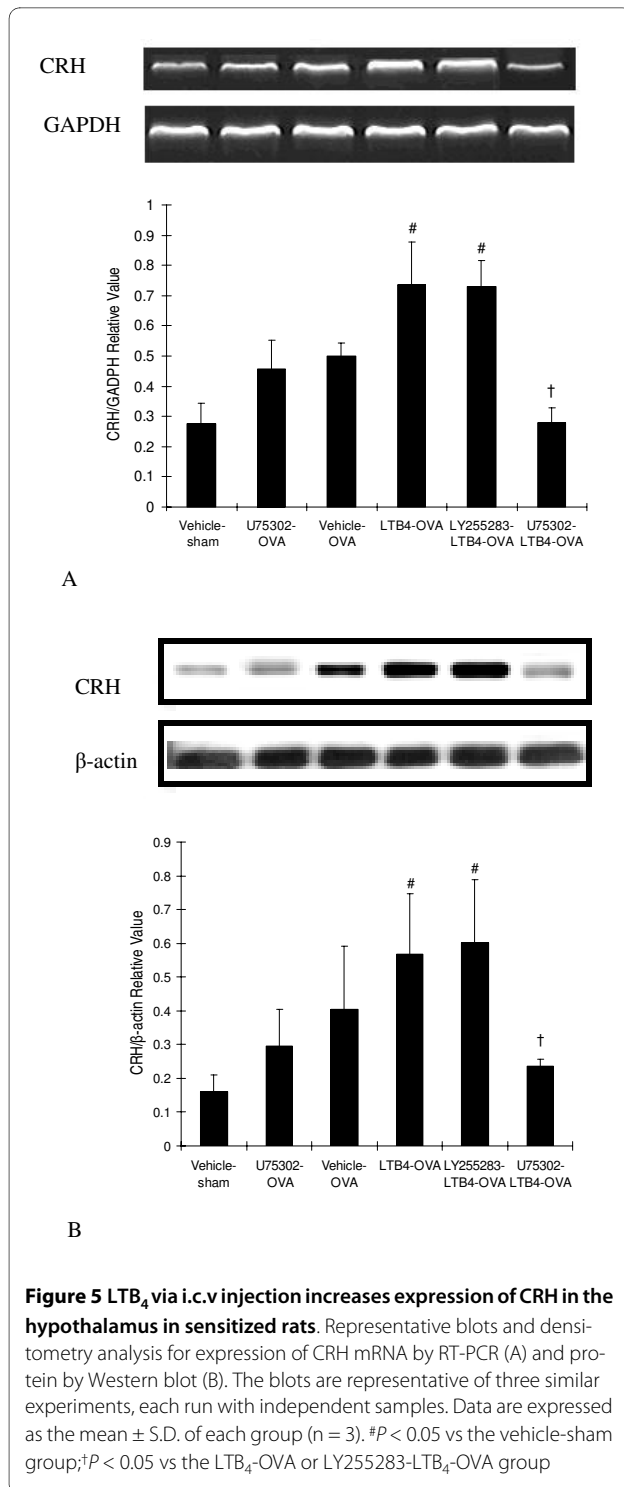 CRH
GAPDH
1
0.9
0.8
0.7
0.6
0.5
0.4
0.3
0.2
0.1
0
CRH/GADPH Relative Value
#
#
†
Vehicle-sham
U75302-OVA
Vehicle-OVA
LTB4-OVA
LY255283-LTB4-OVA
U75302-LTB4-OVA
A
CRH
β-actin
0.9
0.8
0.7
0.6
0.5
0.4
0.3
0.2
0.1
0
CRH/β-actin Relative Value
#
#
†
Vehicle-sham
U75302-OVA
Vehicle-OVA
LTB4-OVA
LY255283-LTB4-OVA
U75302-LTB4-OVA
B
Figure 5 LTB₄ via i.c.v injection increases expression of CRH in the
hypothalamus in sensitized rats. Representative blots and densi-
tometry analysis for expression of CRH mRNA by RT-PCR (A) and pro-
tein by Western blot (B). The blots are representative of three similar
experiments, each run with independent samples. Data are expressed
as the mean ± S.D. of each group (n = 3). #P < 0.05 vs the vehicle-sham
group;†P < 0.05 vs the LTB₄-OVA or LY255283-LTB₄-OVA group